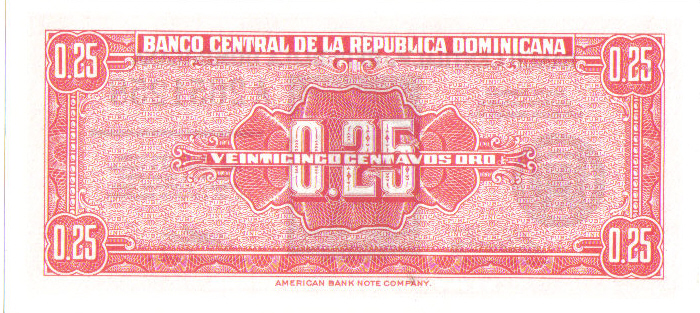 0.25 BANCO CENTRAL DE LA REPUBLICA DOMINICANA 0.25
0.25
VEINTICINCO CENTAVOS ORO
0.25 0.25
AMERICAN BANK NOTE COMPANY.